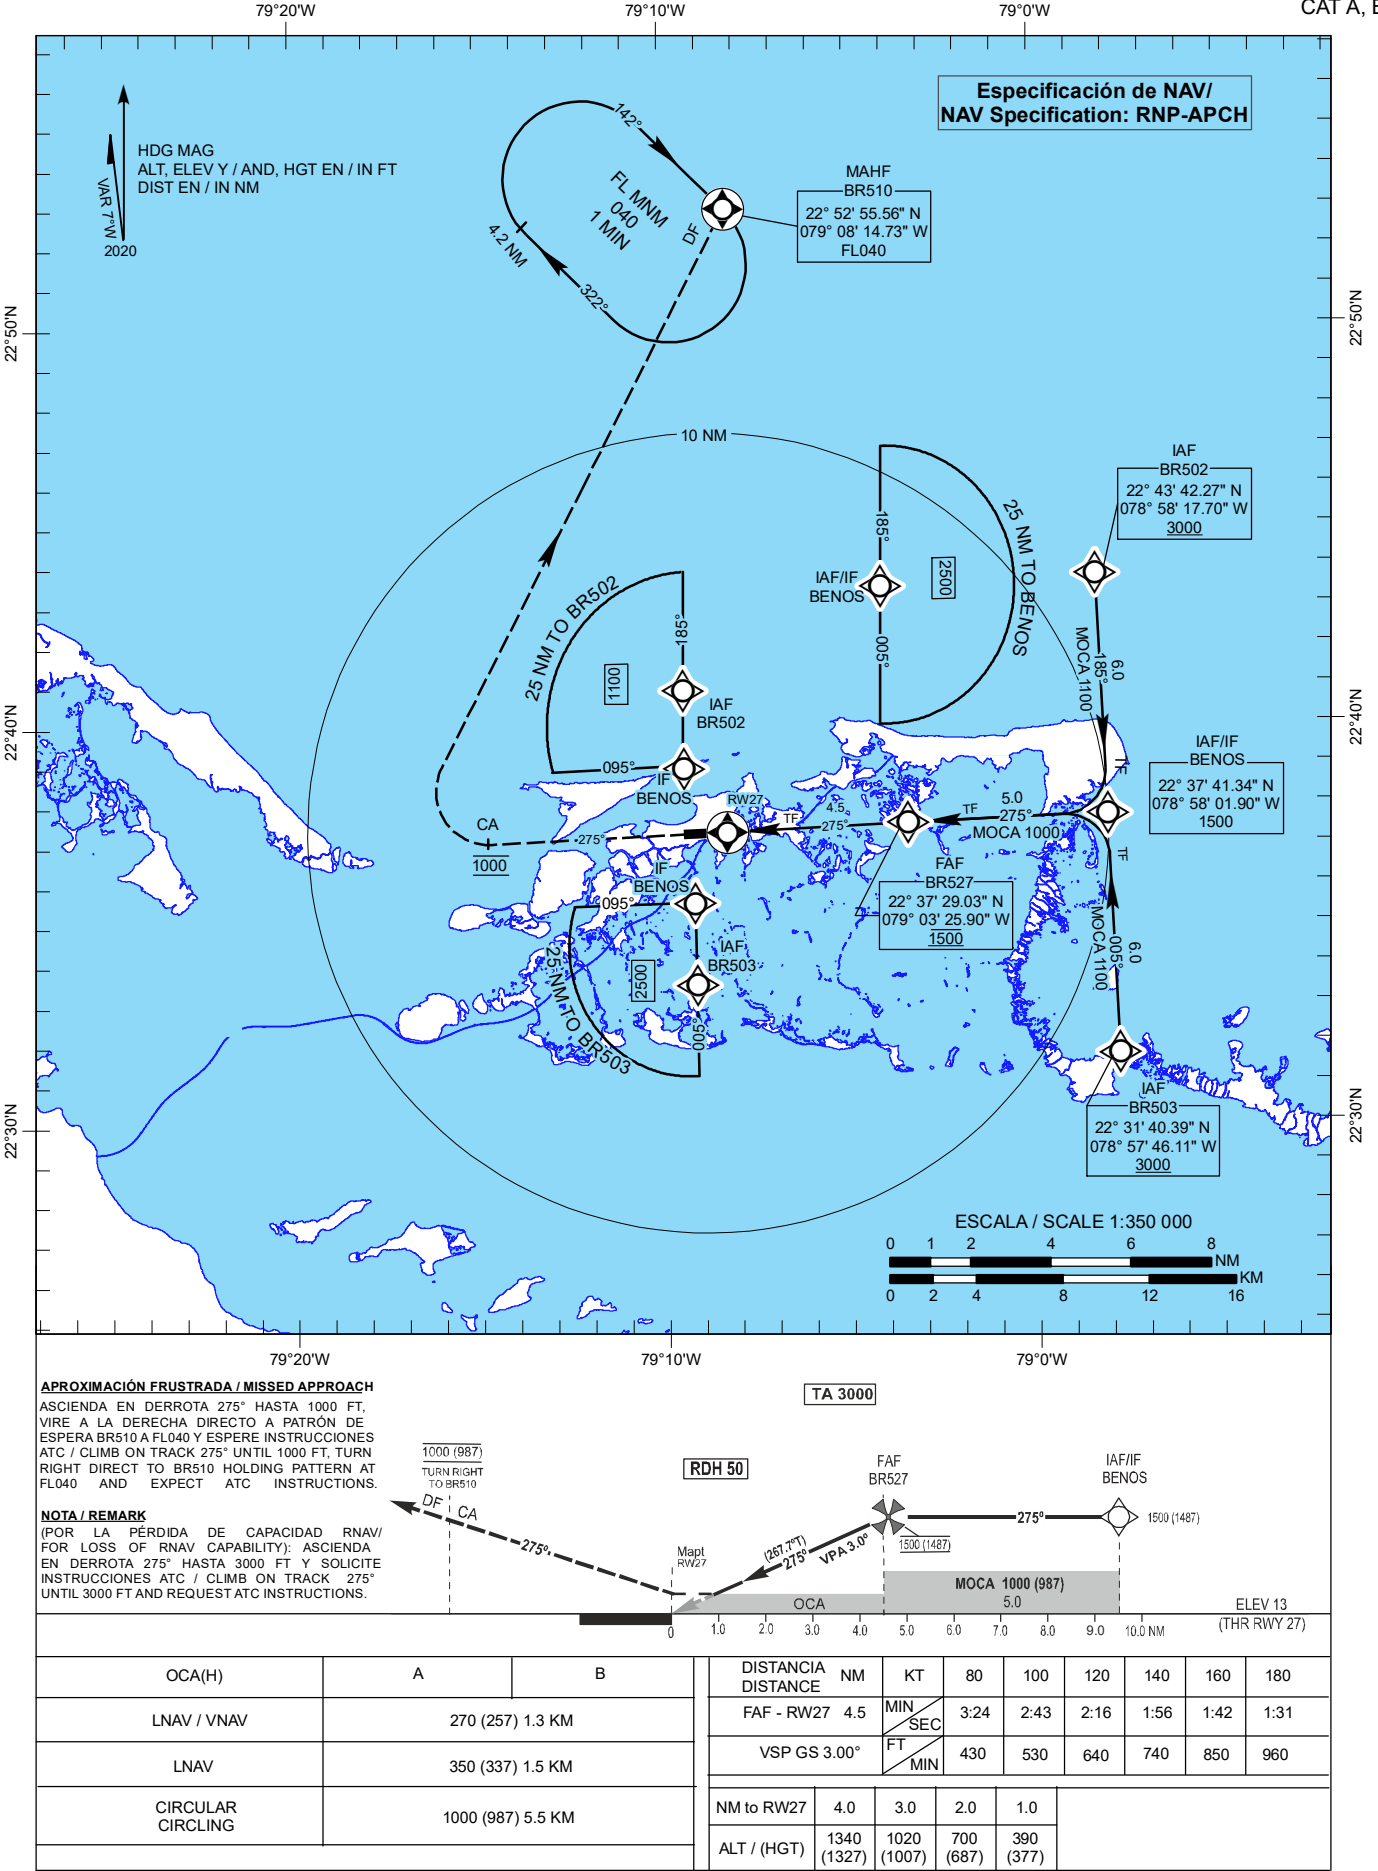 79°20'W
79°10'W
79°0'W
CAT A, B
Especificación de NAV/
NAV Specification: RNP-APCH
HDG MAG
ALT, ELEV Y / AND, HGT EN / IN FT
DIST EN / IN NM
VAR 7°W
2020
142°
FL MNM
040
1 MIN
4.2 NM
322°
DF
MAHF
BR510
22° 52' 55.56" N
079° 08' 14.73" W
FL040
22°50'N
22°50'N
10 NM
IAF
BR502
22° 43' 42.27" N
078° 58' 17.70" W
3000
185°
25 NM TO BENOS
2500
IAF/IF
BENOS
005°
25 NM TO BR502
185°
1100
IAF
BR502
095°
IF
BENOS
6.0
185°
MOCA 1100
TF
22°40'N
22°40'N
IAF/IF
BENOS
22° 37' 41.34" N
078° 58' 01.90" W
1500
RW27
TF
4.5
275°
TF
5.0
275°
MOCA 1000
CA
1000
275°
FAF
BR527
22° 37' 29.03" N
079° 03' 25.90" W
1500
TF
6.0
005°
MOCA 1100
IF
BENOS
095°
IAF
BR503
2500
005°
25 NM TO BR503
IAF
BR503
22° 31' 40.39" N
078° 57' 46.11" W
3000
22°30'N
22°30'N
ESCALA / SCALE 1:350 000
0 1 2 4 6 8
NM
KM
0 2 4 8 12 16
79°20'W
79°10'W
79°0'W
APROXIMACIÓN FRUSTRADA / MISSED APPROACH
ASCIENDA EN DERROTA 275° HASTA 1000 FT,
VIRE A LA DERECHA DIRECTO A PATRÓN DE
ESPERA BR510 A FL040 Y ESPERE INSTRUCCIONES
ATC / CLIMB ON TRACK 275° UNTIL 1000 FT, TURN
RIGHT DIRECT TO BR510 HOLDING PATTERN AT
FL040 AND EXPECT ATC INSTRUCTIONS.
NOTA / REMARK
(POR LA PÉRDIDA DE CAPACIDAD RNAV/
FOR LOSS OF RNAV CAPABILITY): ASCIENDA
EN DERROTA 275° HASTA 3000 FT Y SOLICITE
INSTRUCCIONES ATC / CLIMB ON TRACK 275°
UNTIL 3000 FT AND REQUEST ATC INSTRUCTIONS.
TA 3000
RDH 50
1000 (987)
TURN RIGHT
TO BR510
DF
CA
275°
Mapt
RW27
(267.7°T)
275°
VPA 3.0°
FAF
BR527
1500 (1487)
275°
IAF/IF
BENOS
1500 (1487)
MOCA 1000 (987)
5.0
OCA
ELEV 13
(THR RWY 27)
0 1.0 2.0 3.0 4.0 5.0 6.0 7.0 8.0 9.0 10.0 NM
OCA(H) A B
LNAV / VNAV 270 (257) 1.3 KM
LNAV 350 (337) 1.5 KM
CIRCULAR
CIRCLING
1000 (987) 5.5 KM
DISTANCIA
DISTANCE
NM KT 80 100 120 140 160 180
FAF - RW27 4.5 MIN SEC 3:24 2:43 2:16 1:56 1:42 1:31
VSP GS 3.00° FT MIN 430 530 640 740 850 960
NM to RW27 4.0 3.0 2.0 1.0
ALT / (HGT) 1340 1020 700 390
(1327) (1007) (687) (377)